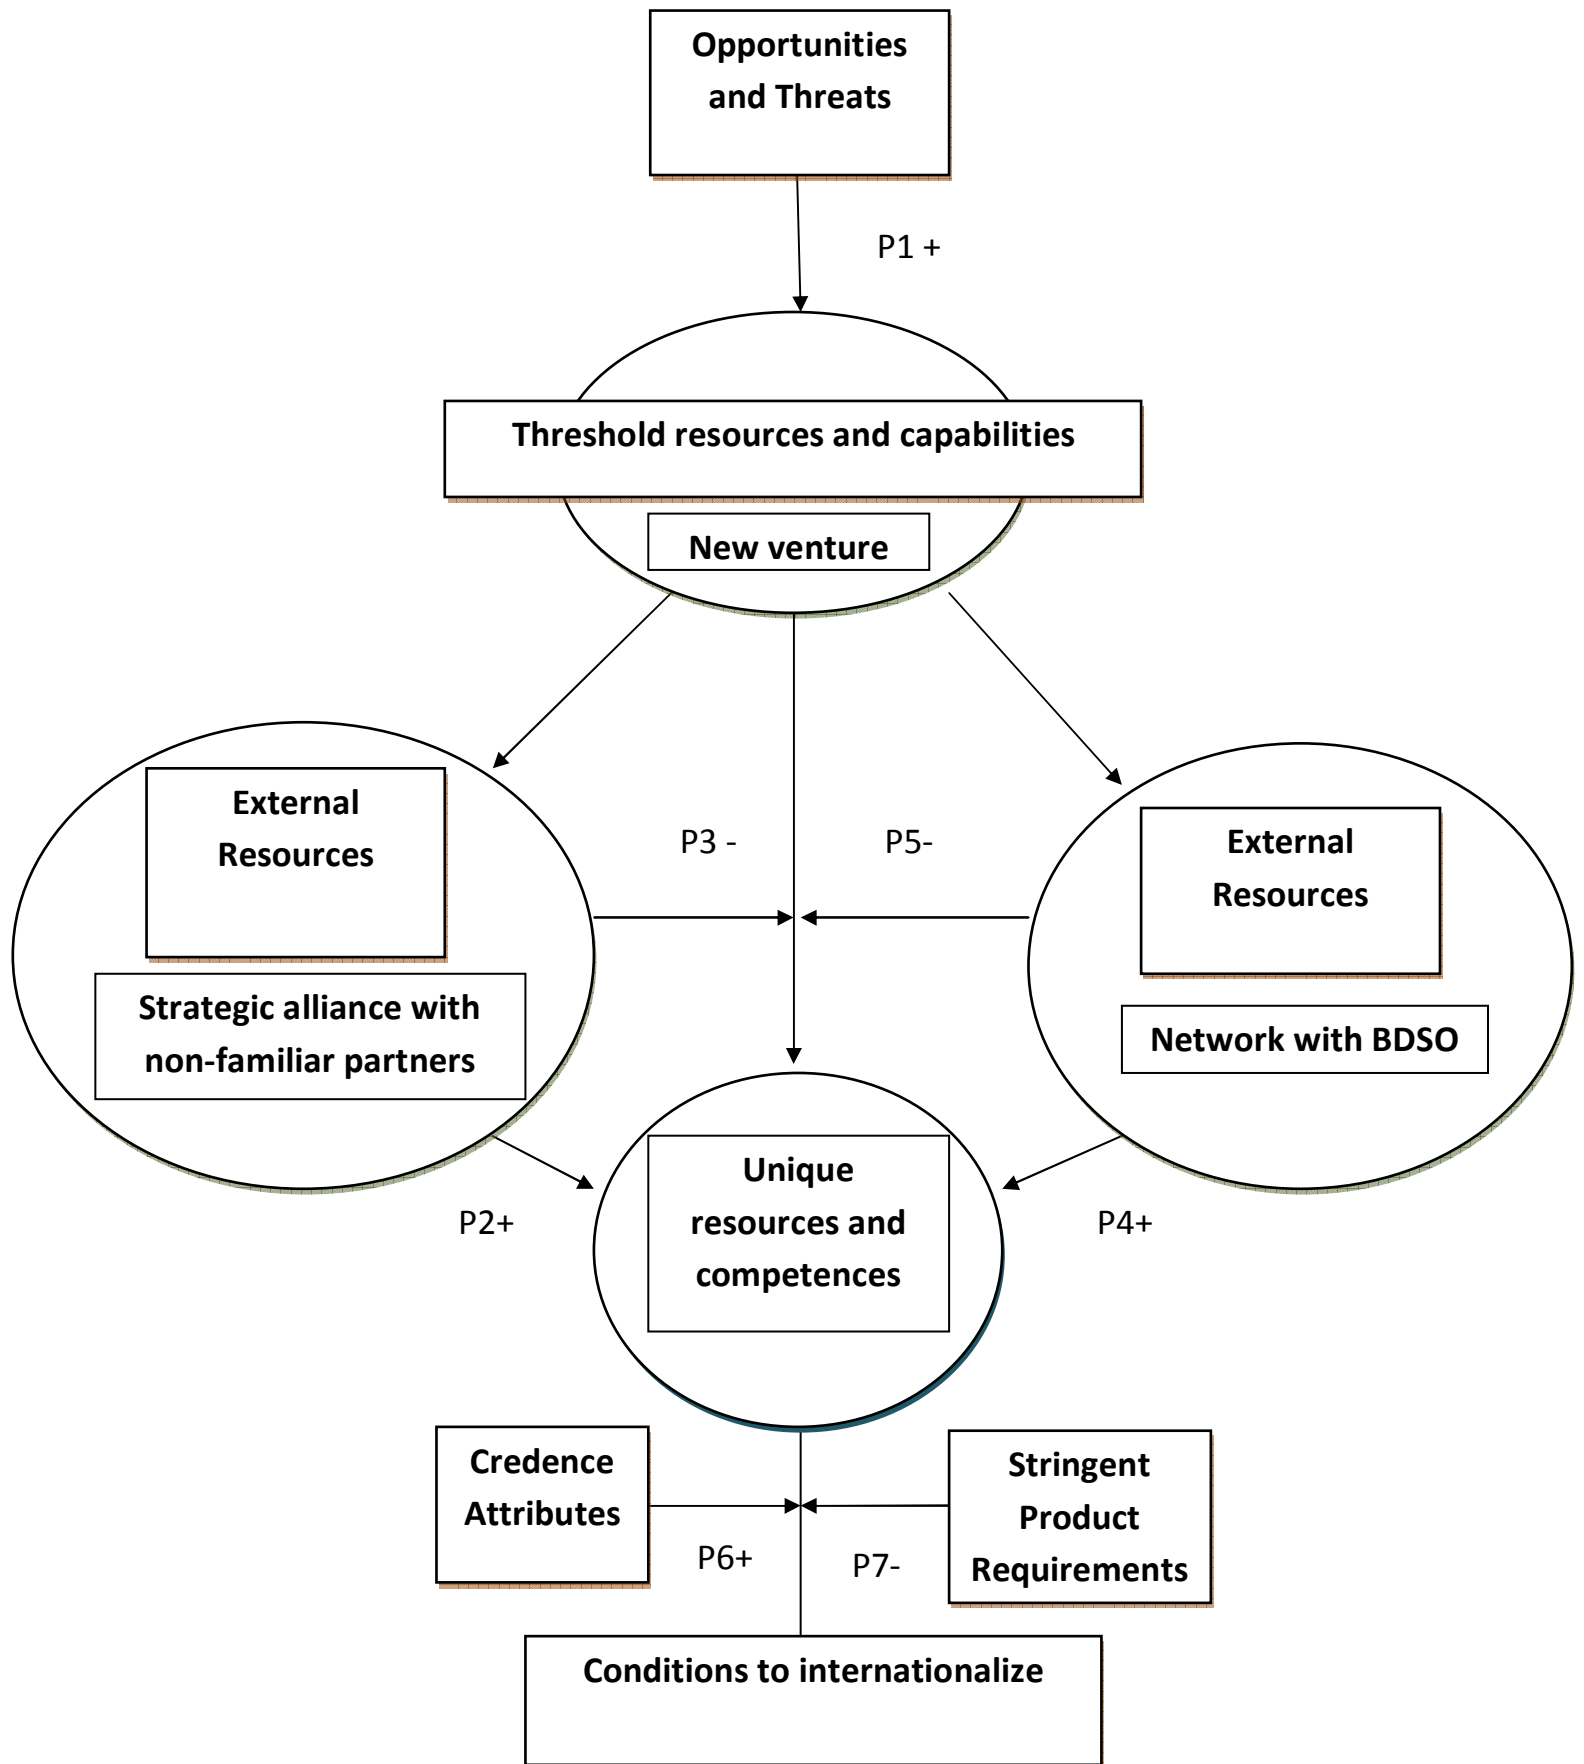 Opportunities
and Threats
P1 +
Threshold resources and capabilities
New venture
External
Resources
Strategic alliance with
non-familiar partners
P3 -
P5-
External
Resources
Network with BDSO
P2+
Unique
resources and
competences
P4+
Credence
Attributes
P6+
P7-
Stringent
Product
Requirements
Conditions to internationalize